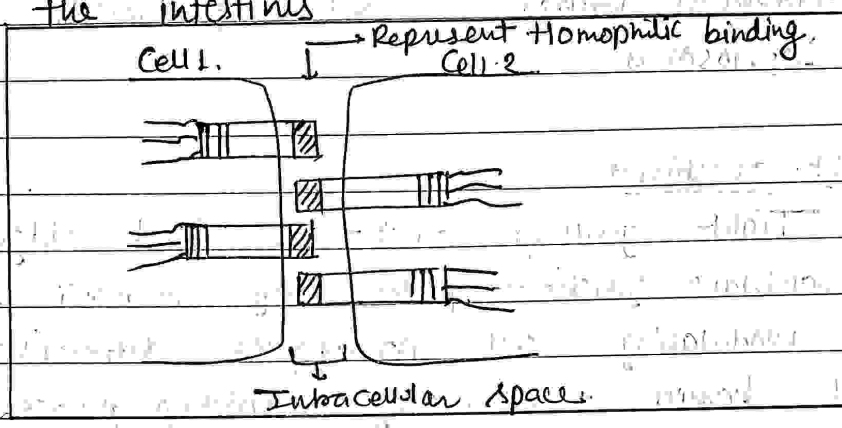 the intestines
Represent Homophilic binding.
Cell 1.
Cell 2
Intracellular space.